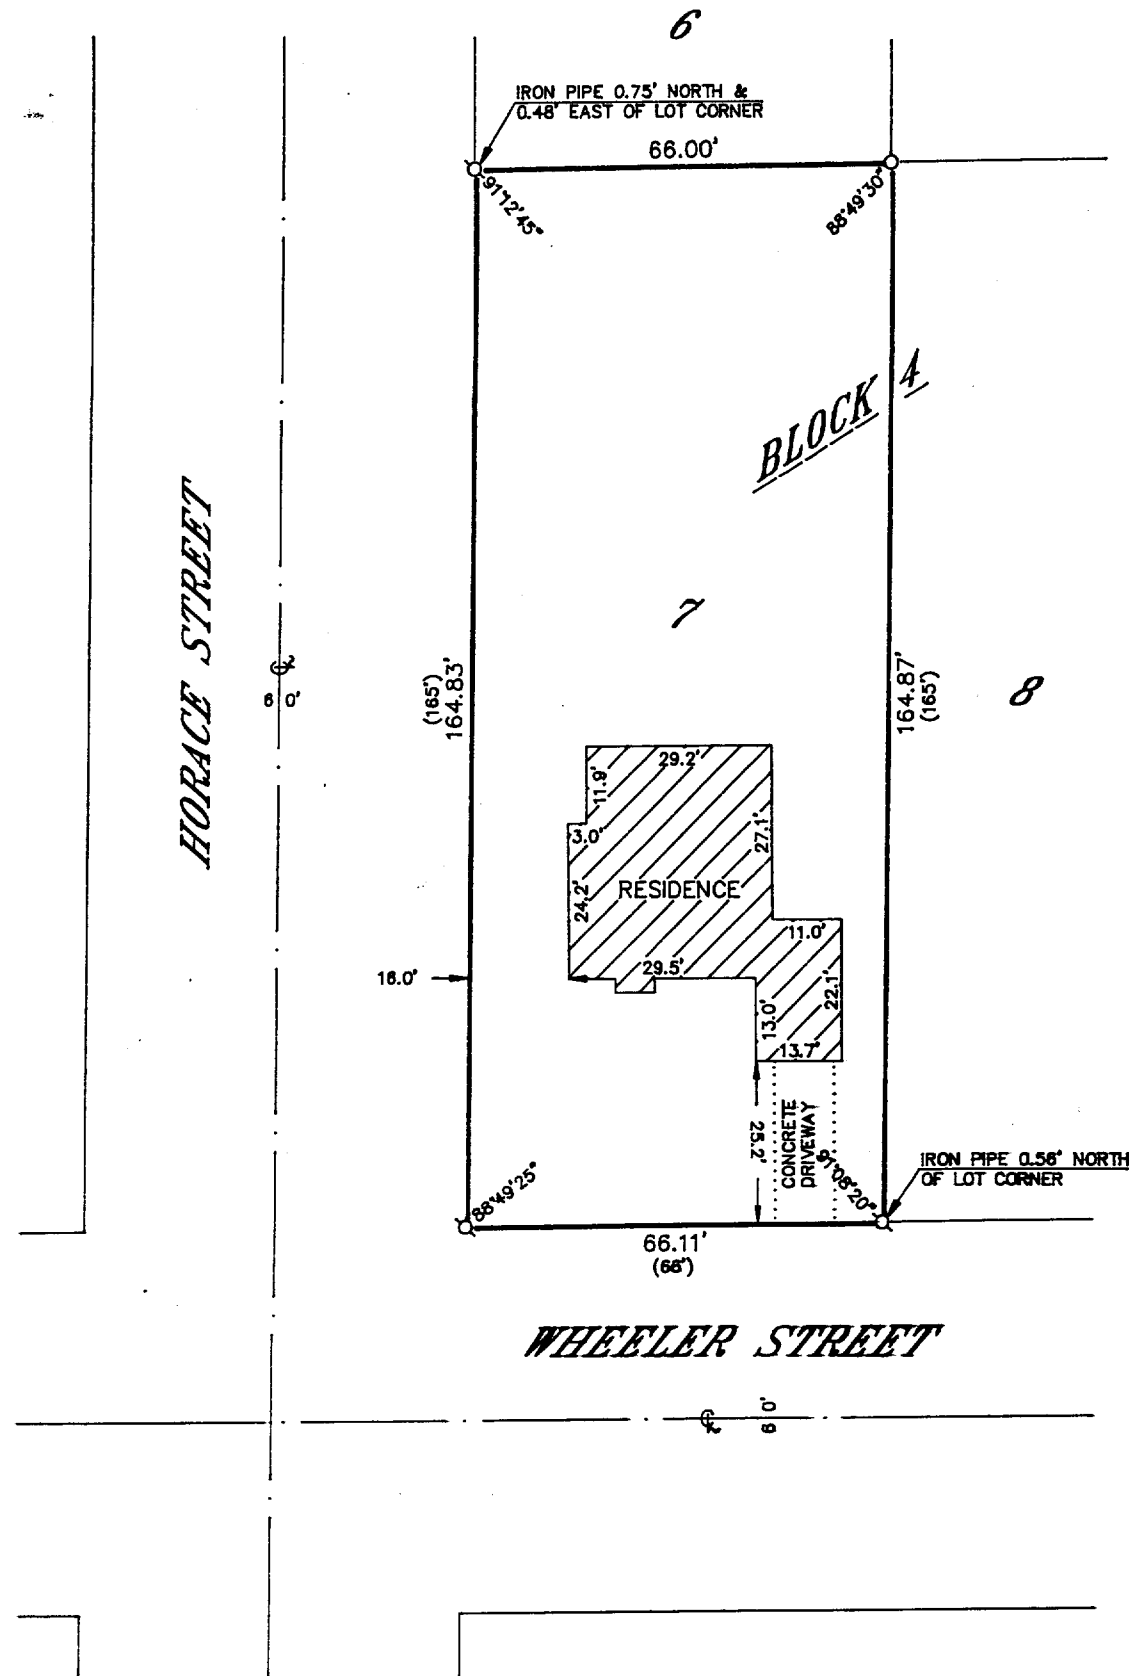 6
IRON PIPE 0.75' NORTH &
0.48' EAST OF LOT CORNER
66.00'
91°12'45"
88°49'30"
BLOCK 4
HORACE STREET
7
60'
(165')
164.83'
164.87'
(165')
8
29.2'
11.9'
3.0'
27.1'
24.2'
RESIDENCE
11.0'
29.5'
16.0'
22.1'
13.0'
13.7'
25.2'
CONCRETE
DRIVEWAY
91°08'20"
IRON PIPE 0.56' NORTH
OF LOT CORNER
88°49'25"
66.11'
(66')
WHEELER STREET
60'